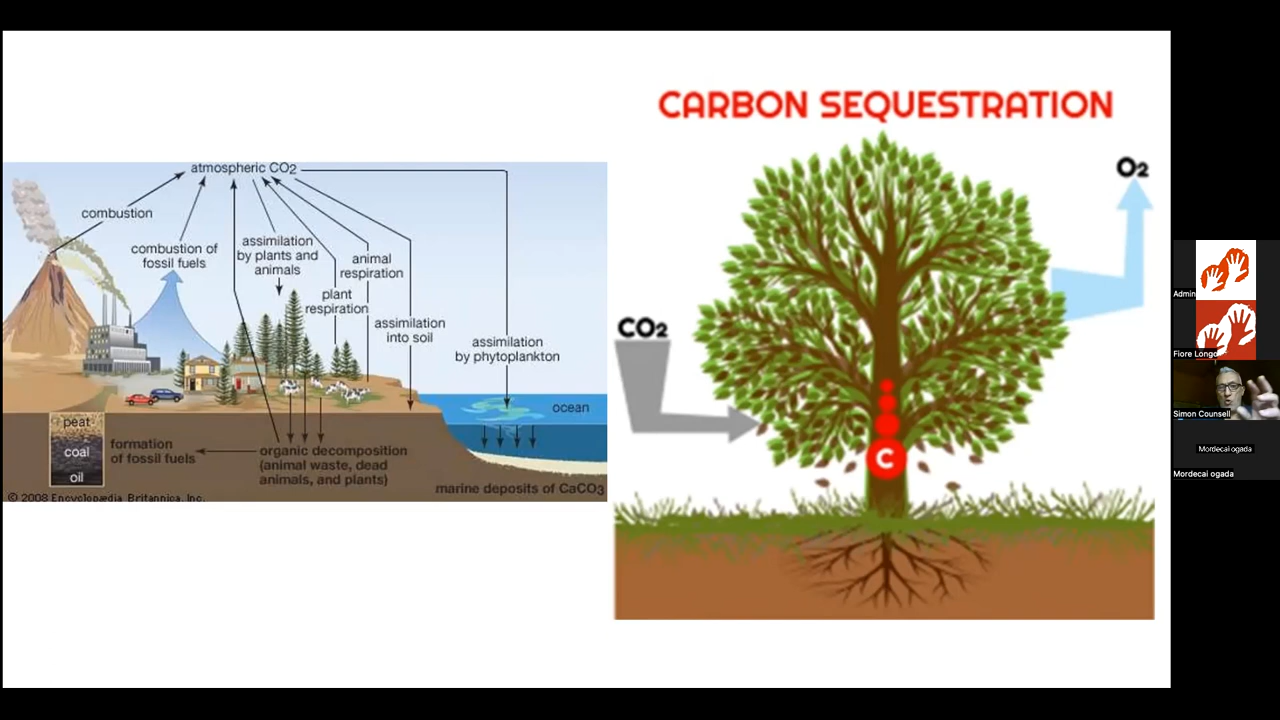 CARBON SEQUESTRATION
atmospheric CO2
combustion
combustion of
fossil fuels
assimilation
by plants and
animals
animal
respiration
plant
respiration
assimilation
into soil
assimilation
by phytoplankton
ocean
peat
coal
oil
formation
of fossil fuels
organic decomposition
(animal waste, dead
animals, and plants)
marine deposits of CaCO3
© 2008 Encyclopædia Britannica, Inc.
CO2
O2
C
Admin
Fiore Longo
Simon Counsell
Mordecai ogada
Mordecai ogada